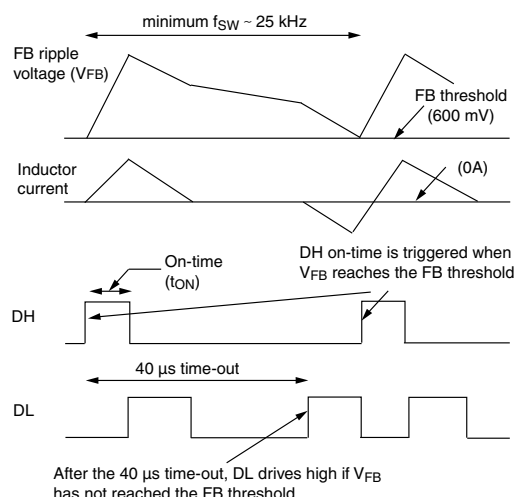 minimum fSW ~ 25 kHz
FB ripple
voltage (VFB)
FB threshold
(600 mV)
Inductor
current
(0A)
DH on-time is triggered when
VFB reaches the FB threshold
On-time
(tON)
DH
40 µs time-out
DL
After the 40 µs time-out, DL drives high if VFB
has not reached the FB threshold